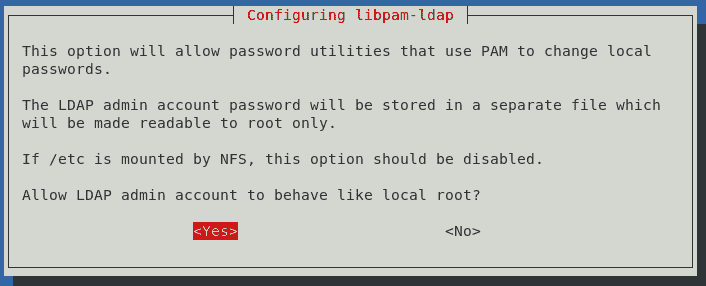 Configuring libpam-ldap
This option will allow password utilities that use PAM to change local
passwords.
The LDAP admin account password will be stored in a separate file which
will be made readable to root only.
If /etc is mounted by NFS, this option should be disabled.
Allow LDAP admin account to behave like local root?
<Yes> <No>